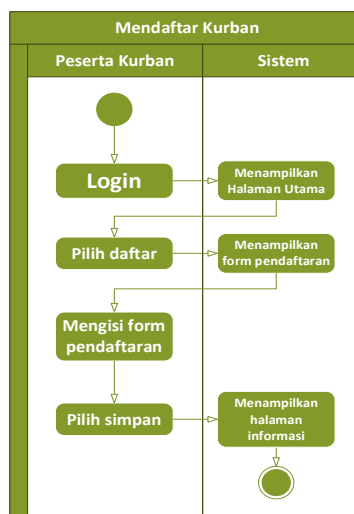 Mendaftar Kurban
Peserta Kurban
Sistem
Login
Menampilkan
Halaman Utama
Pilih daftar
Menampilkan
form pendaftaran
Mengisi form
pendaftaran
Pilih simpan
Menampilkan
halaman
informasi